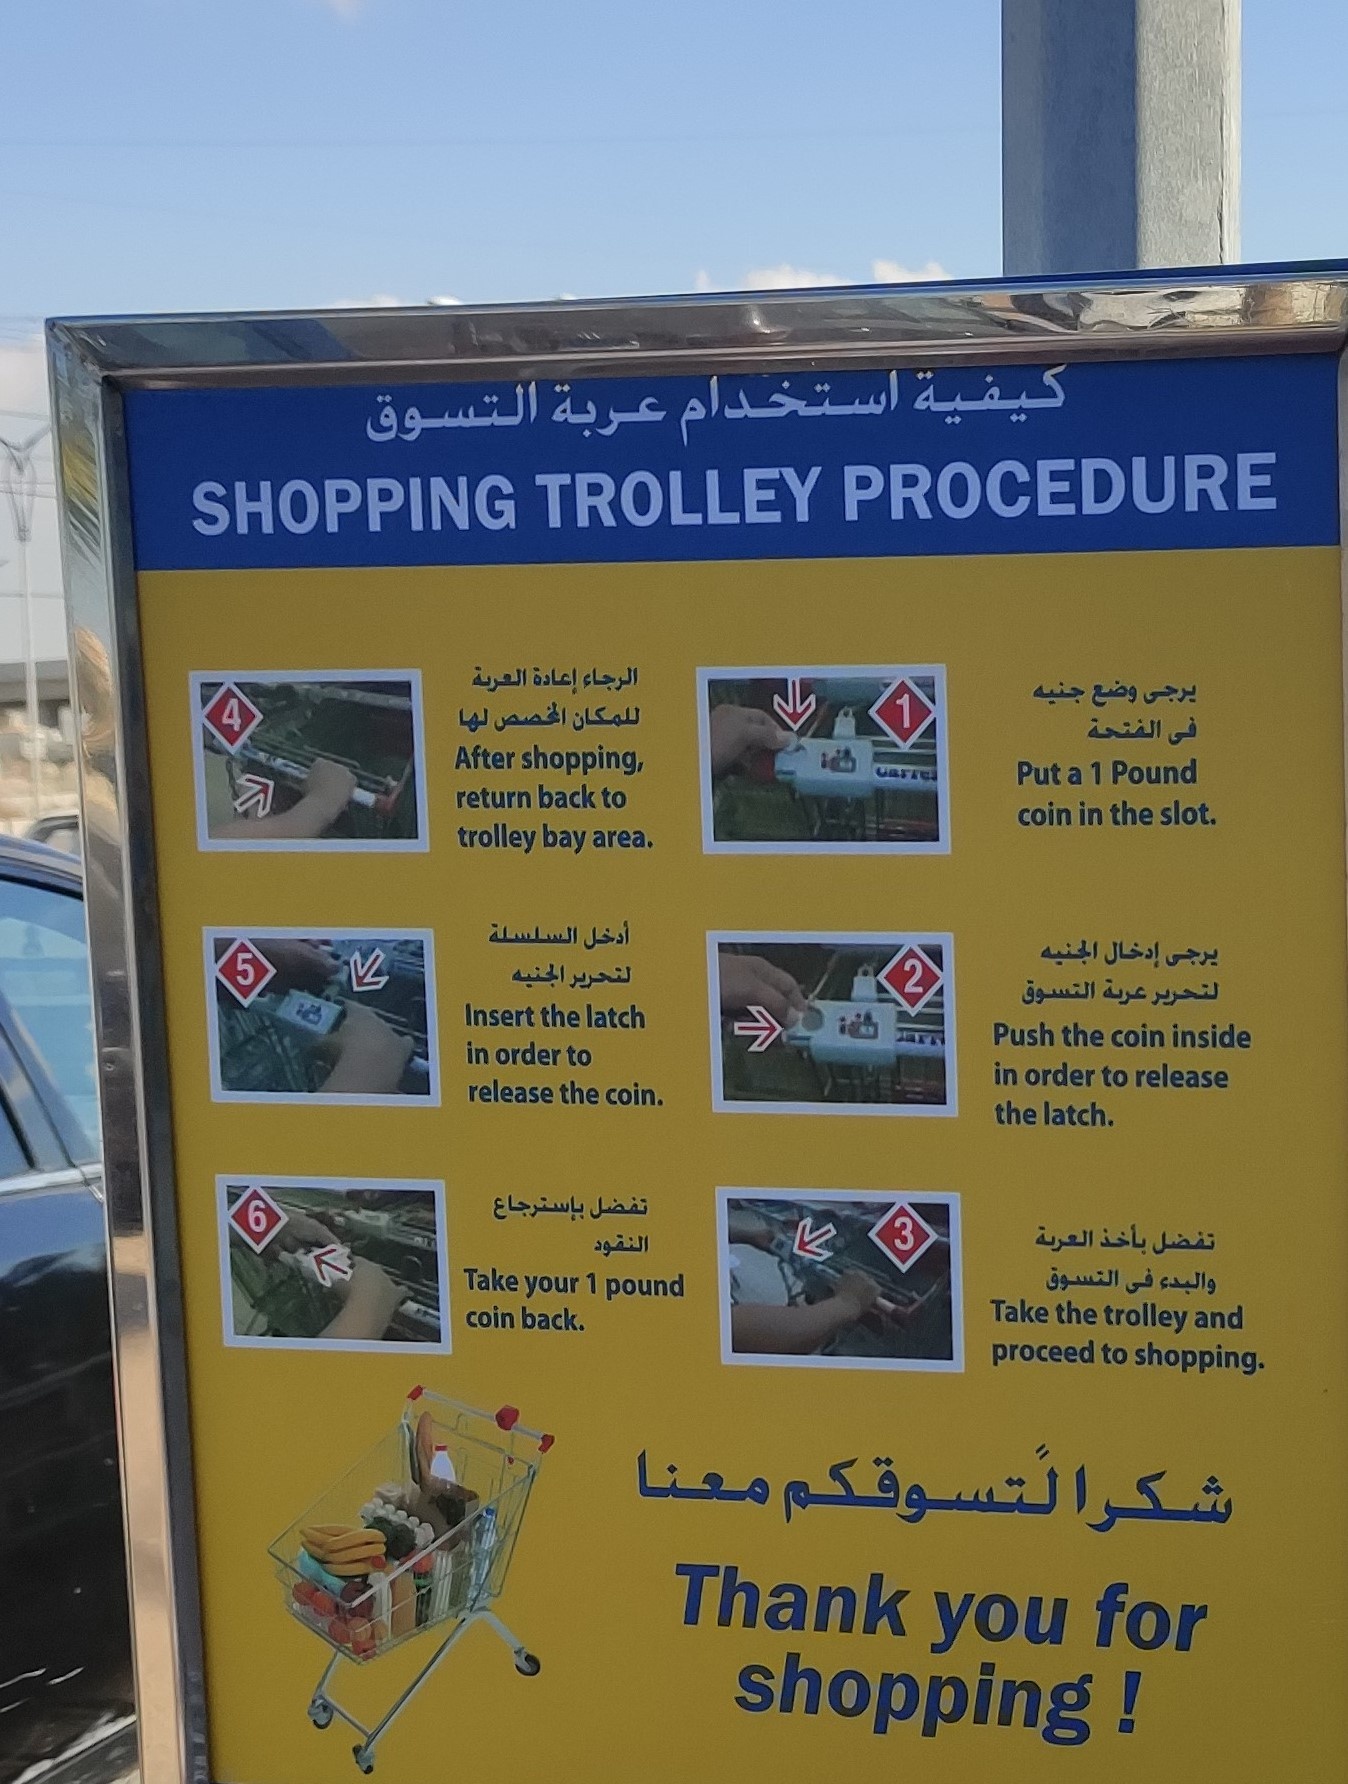 كيفية استخدام عربة التسوق
SHOPPING TROLLEY PROCEDURE
1
يرجى وضع جنيه
فى الفتحة
Put a 1 Pound
coin in the slot.
2
يرجى إدخال الجنيه
لتحرير عربة التسوق
Push the coin inside
in order to release
the latch.
3
تفضل بأخذ العربة
والبدء فى التسوق
Take the trolley and
proceed to shopping.
4
الرجاء إعادة العربة
للمكان المخصص لها
After shopping,
return back to
trolley bay area.
5
أدخل السلسلة
لتحرير الجنيه
Insert the latch
in order to
release the coin.
6
تفضل بإسترجاع
النقود
Take your 1 pound
coin back.
شكراً لتسوقكم معنا
Thank you for
shopping !